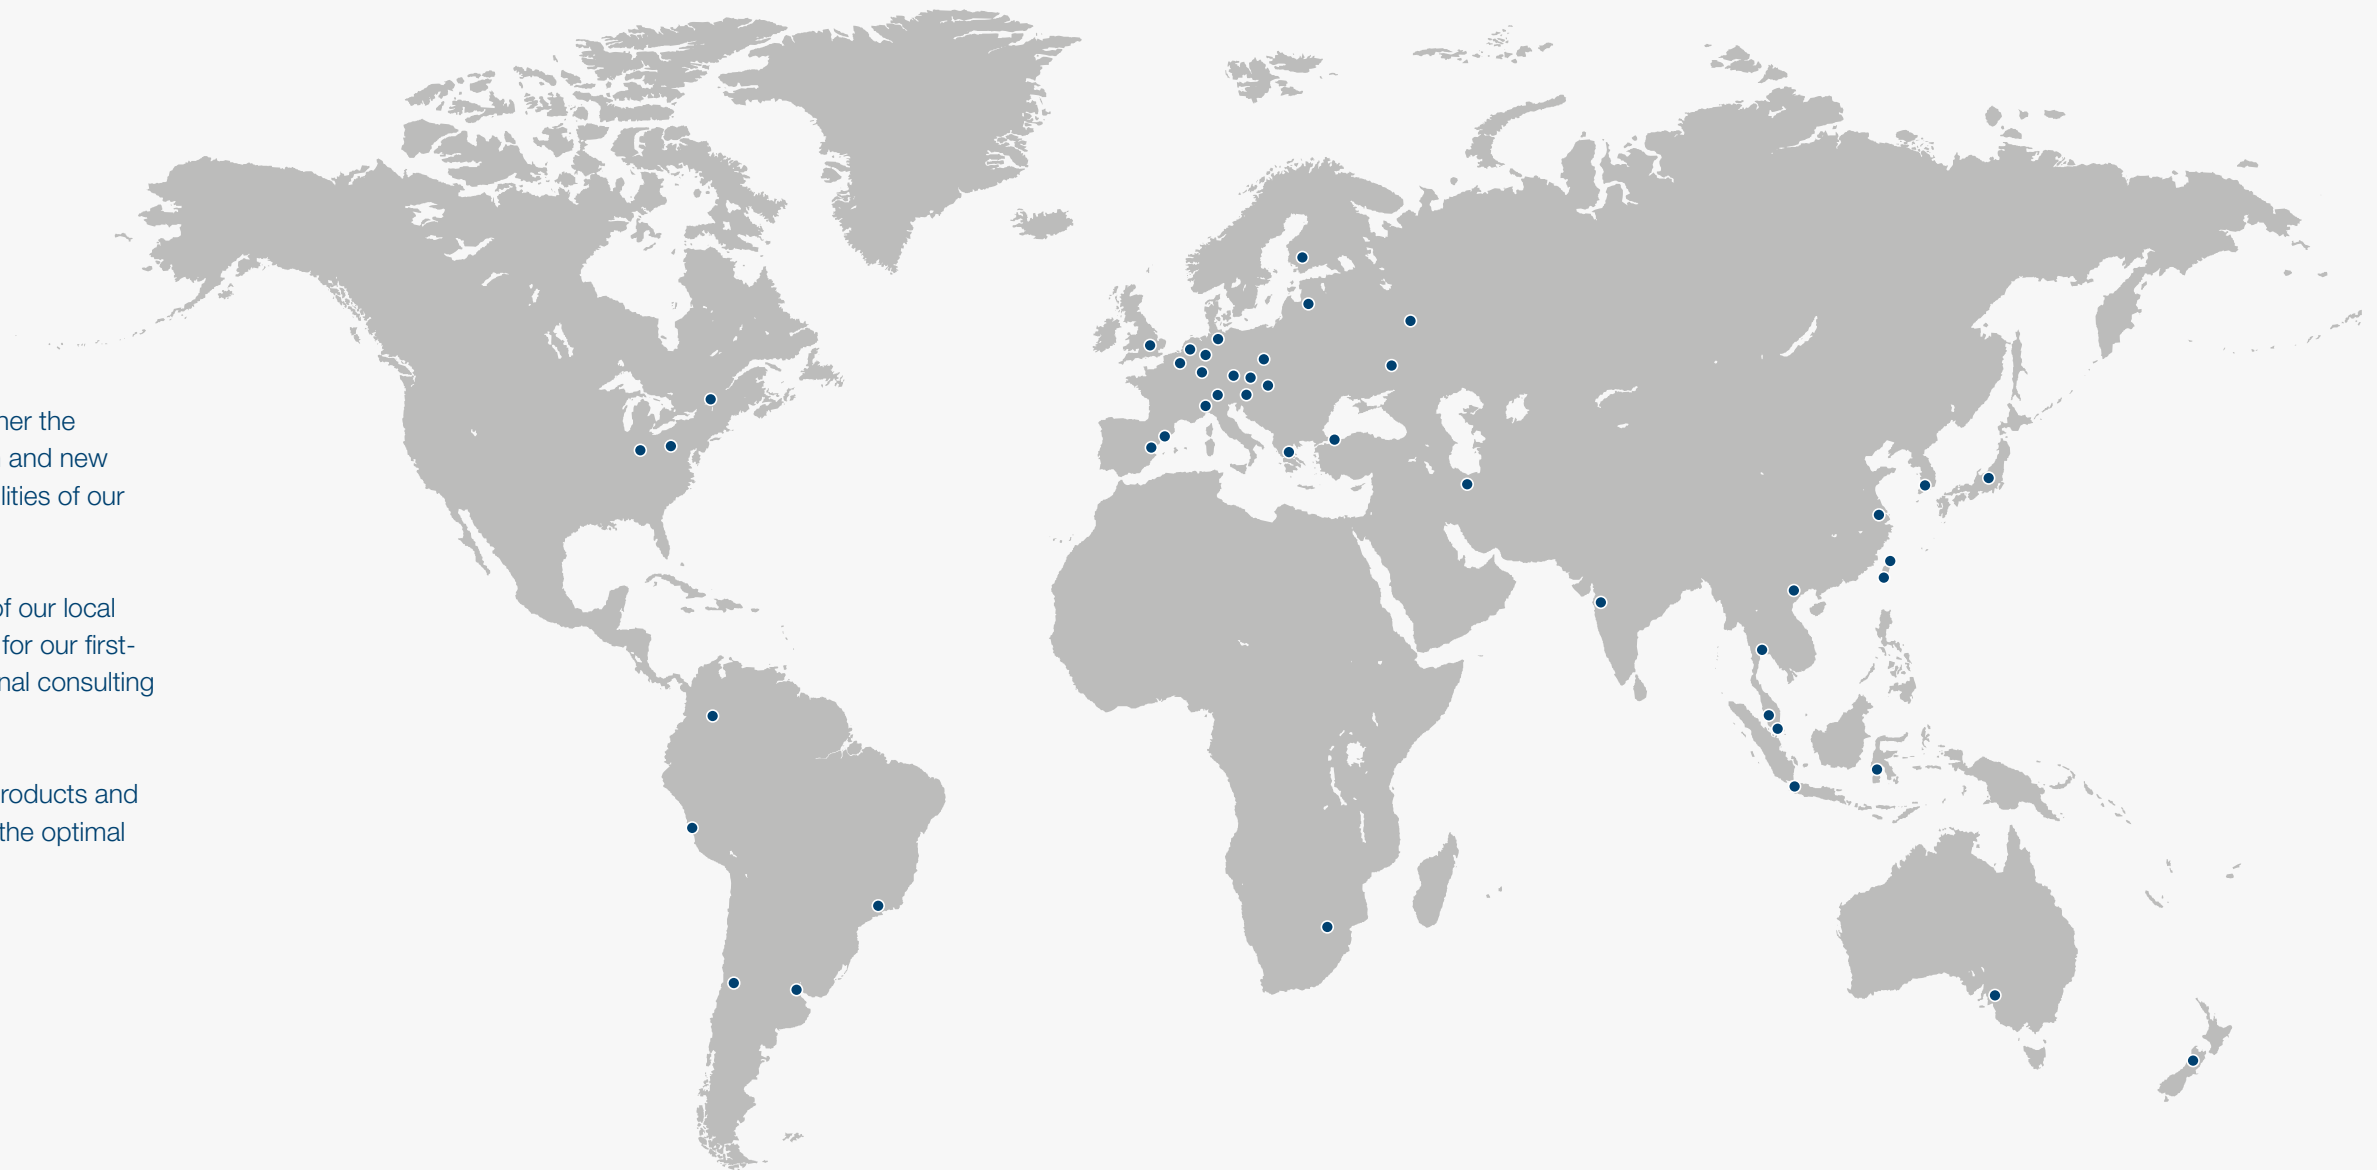 her the
and new
lities of our
of our local
for our first-
nal consulting
roducts and
the optimal